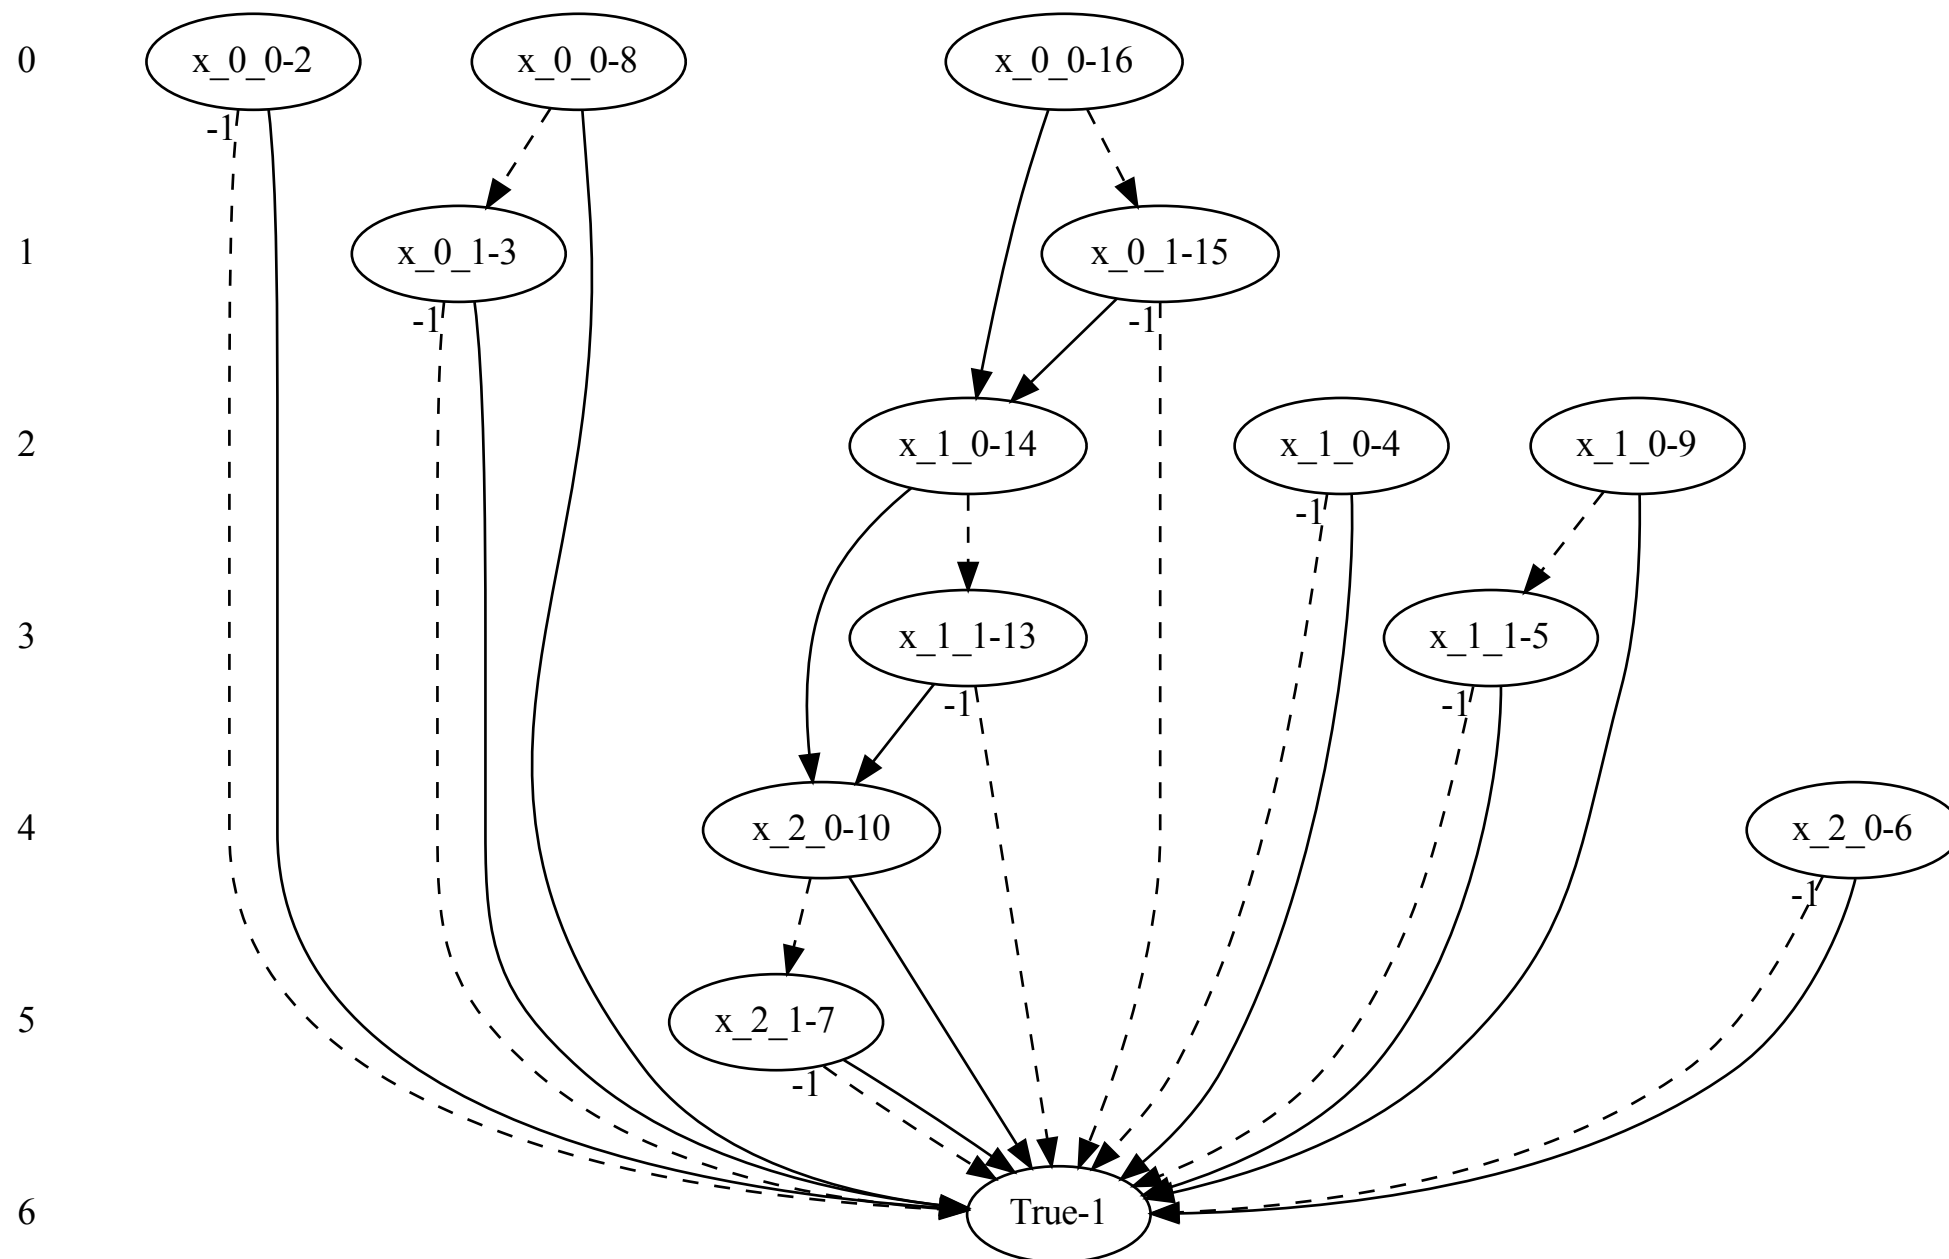 0 x_0_0-2 x_0_0-8 x_0_0-16
-1
1 x_0_1-3 x_0_1-15
-1 -1
2 x_1_0-14 x_1_0-4 x_1_0-9
-1
3 x_1_1-13 x_1_1-5
-1 -1
4 x_2_0-10 x_2_0-6
-1
5 x_2_1-7
-1
6 True-1